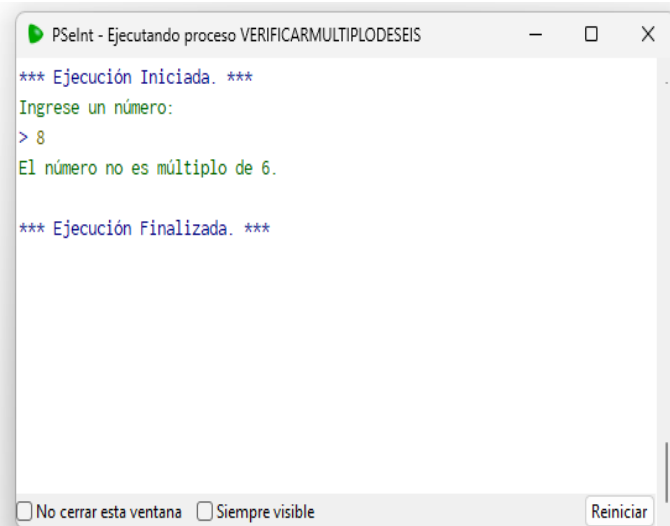 PSeInt - Ejecutando proceso VERIFICARMULTIPLODESEIS
*** Ejecución Iniciada. ***
Ingrese un número:
> 8
El número no es múltiplo de 6.
*** Ejecución Finalizada. ***
No cerrar esta ventana Siempre visible Reiniciar